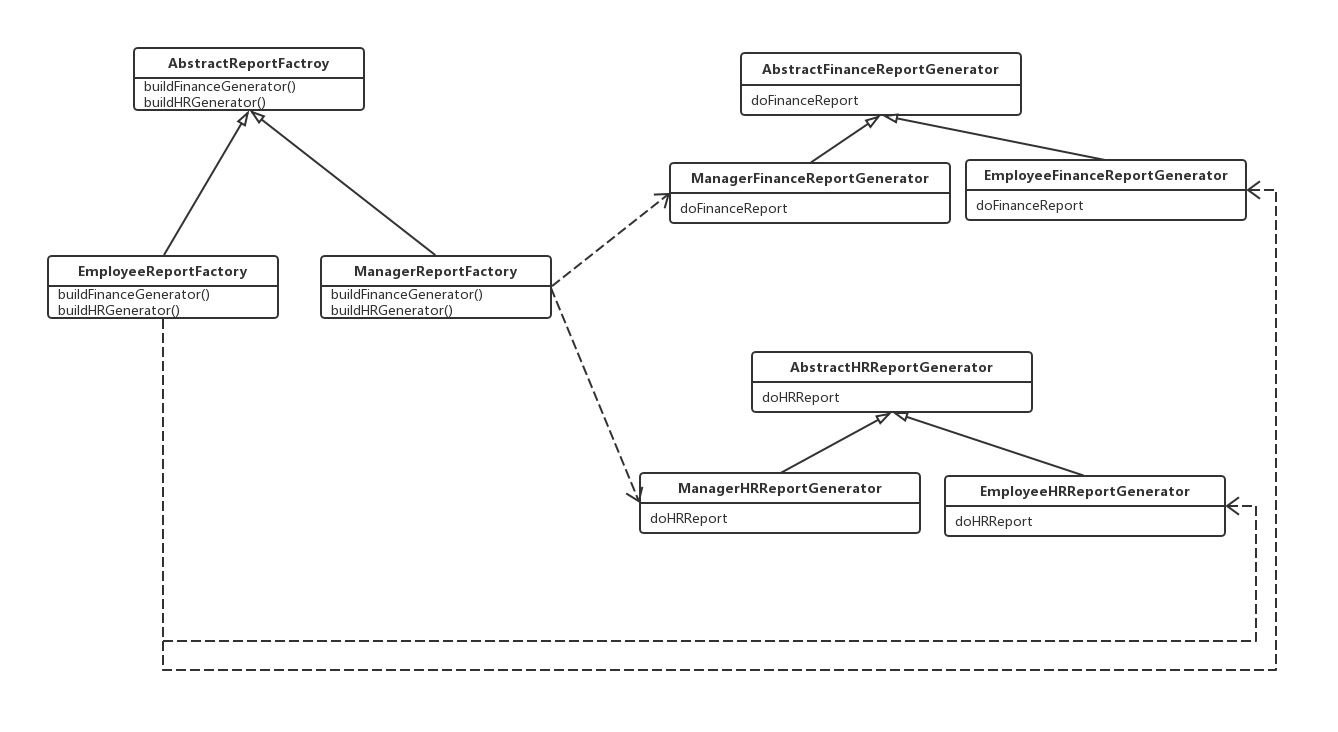 AbstractReportFactroy
buildFinanceGenerator()
buildHRGenerator()
AbstractFinanceReportGenerator
doFinanceReport
ManagerFinanceReportGenerator
doFinanceReport
EmployeeFinanceReportGenerator
doFinanceReport
EmployeeReportFactory
buildFinanceGenerator()
buildHRGenerator()
ManagerReportFactory
buildFinanceGenerator()
buildHRGenerator()
AbstractHRReportGenerator
doHRReport
ManagerHRReportGenerator
doHRReport
EmployeeHRReportGenerator
doHRReport